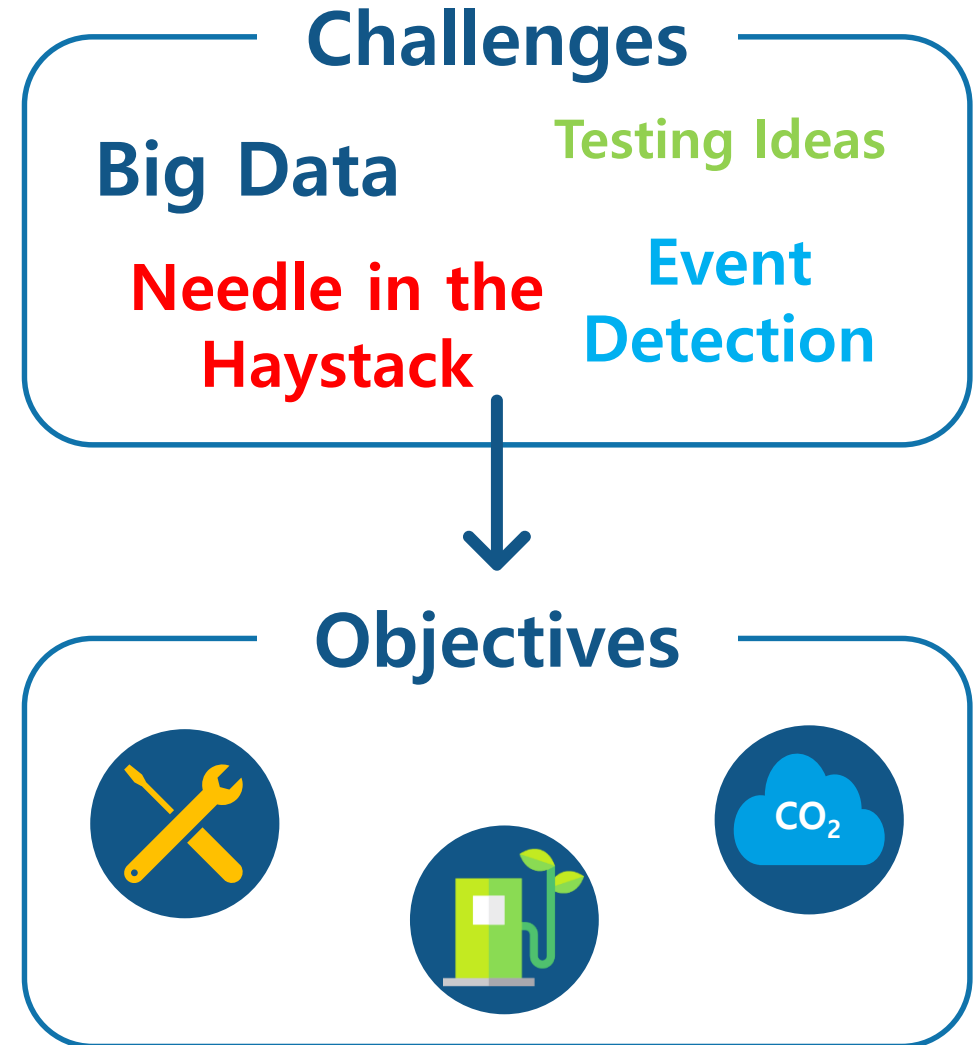 Challenges
Big Data
Testing Ideas
Needle in the
Haystack
Event
Detection
Objectives
CO₂